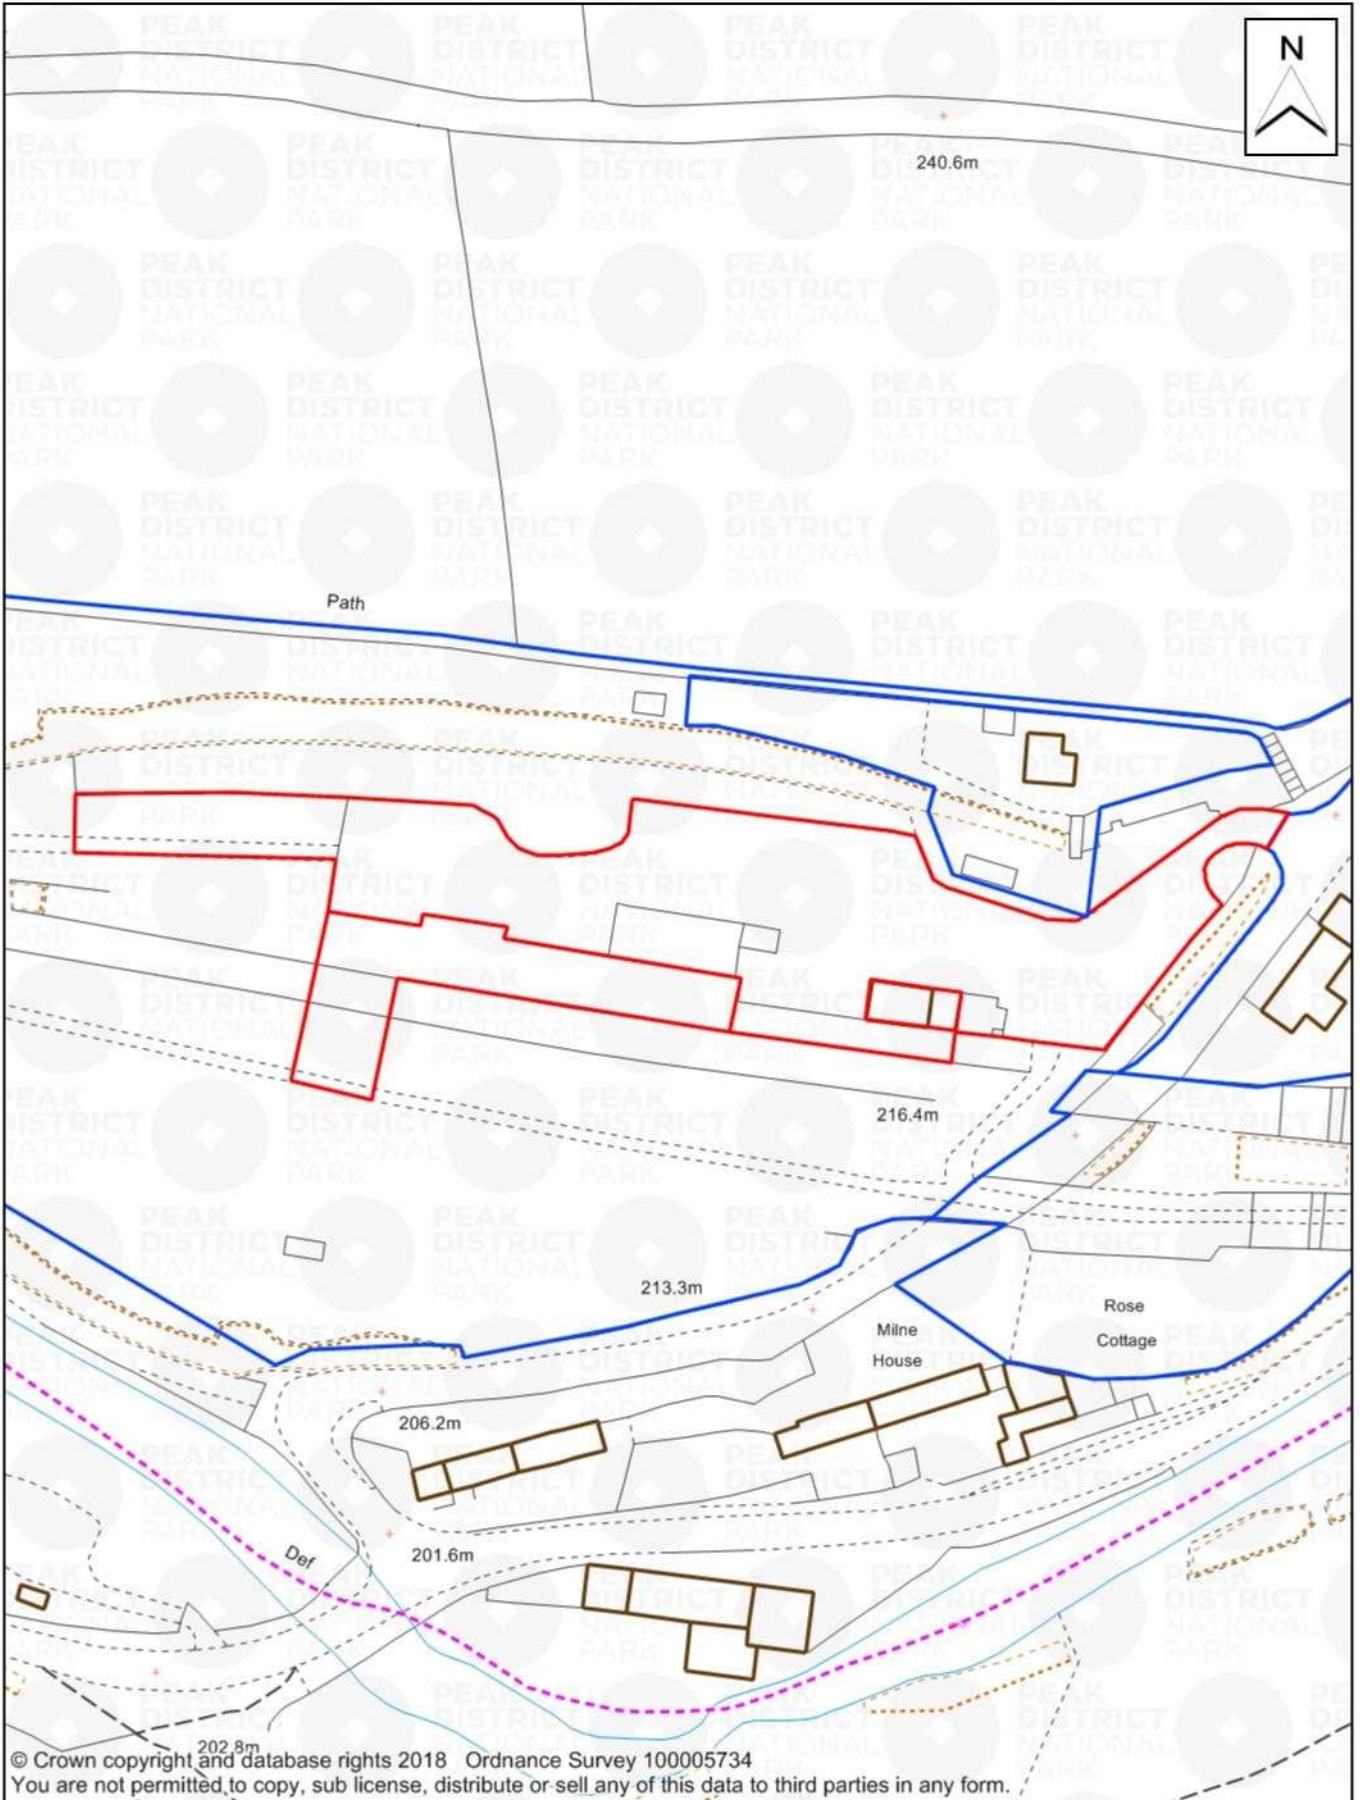 N
240.6m
Path
216.4m
213.3m
Rose
Cottage
Milne
House
206.2m
201.6m
Def
202.8m
© Crown copyright and database rights 2018 Ordnance Survey 100005734
You are not permitted to copy, sub license, distribute or sell any of this data to third parties in any form.
PEAK
DISTRICT
NATIONAL
PARK